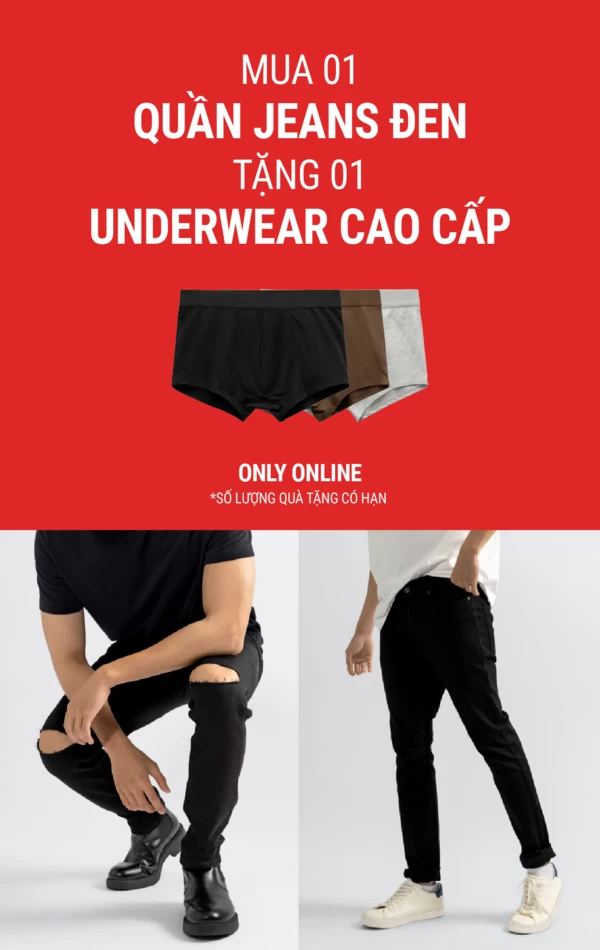 MUA 01
QUẦN JEANS ĐEN
TẶNG 01
UNDERWEAR CAO CẤP
ONLY ONLINE
*SỐ LƯỢNG QUÀ TẶNG CÓ HẠN